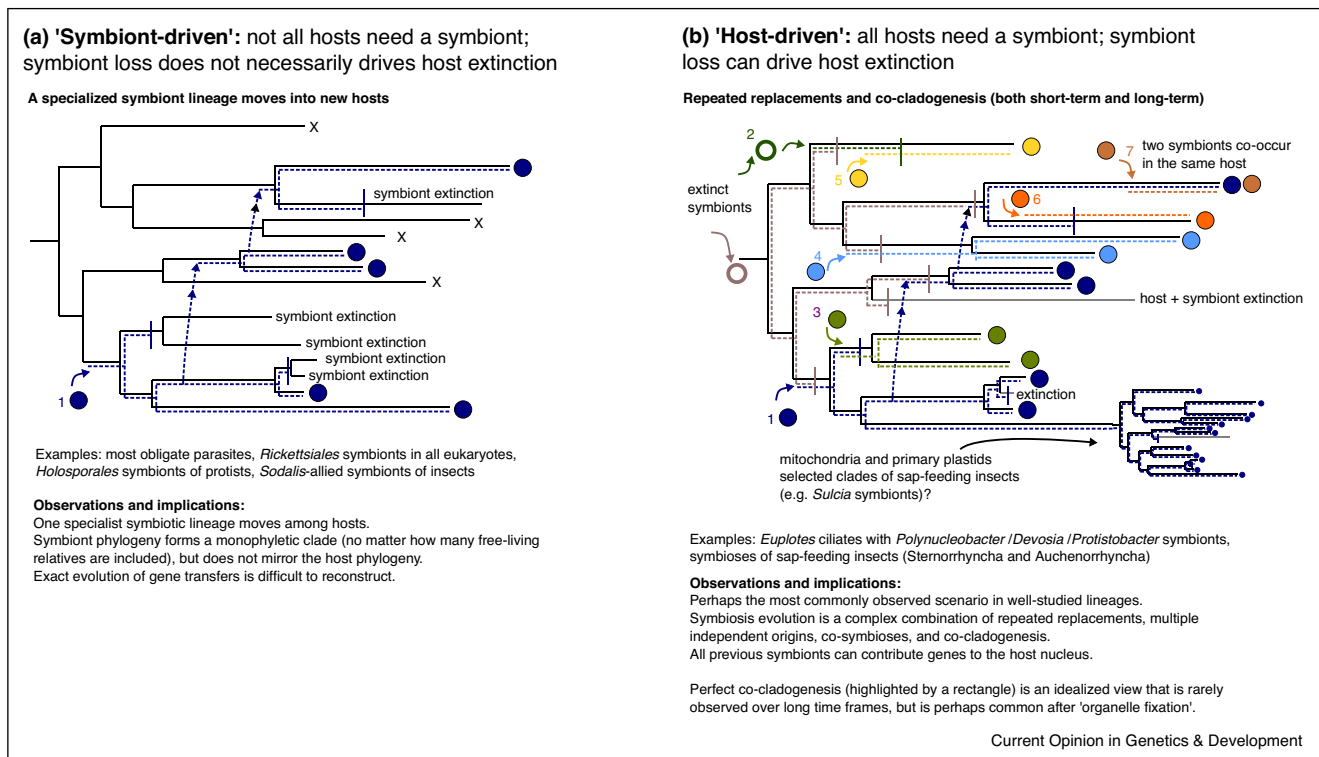 (a) 'Symbiont-driven': not all hosts need a symbiont;
symbiont loss does not necessarily drives host extinction
A specialized symbiont lineage moves into new hosts
X
symbiont extinction
X
X
X
symbiont extinction
symbiont extinction
symbiont extinction
symbiont extinction
1
Examples: most obligate parasites, Rickettsiales symbionts in all eukaryotes,
Holosporales symbionts of protists, Sodalis-allied symbionts of insects
Observations and implications:
One specialist symbiotic lineage moves among hosts.
Symbiont phylogeny forms a monophyletic clade (no matter how many free-living
relatives are included), but does not mirror the host phylogeny.
Exact evolution of gene transfers is difficult to reconstruct.
(b) 'Host-driven': all hosts need a symbiont; symbiont
loss can drive host extinction
Repeated replacements and co-cladogenesis (both short-term and long-term)
2
7
two symbionts co-occur
in the same host
5
extinct
symbionts
6
4
host + symbiont extinction
3
extinction
1
mitochondria and primary plastids
selected clades of sap-feeding insects
(e.g. Sulcia symbionts)?
Examples: Euplotes ciliates with Polynucleobacter /Devosia /Protistobacter symbionts,
symbioses of sap-feeding insects (Sternorrhyncha and Auchenorrhyncha)
Observations and implications:
Perhaps the most commonly observed scenario in well-studied lineages.
Symbiosis evolution is a complex combination of repeated replacements, multiple
independent origins, co-symbioses, and co-cladogenesis.
All previous symbionts can contribute genes to the host nucleus.
Perfect co-cladogenesis (highlighted by a rectangle) is an idealized view that is rarely
observed over long time frames, but is perhaps common after 'organelle fixation'.
Current Opinion in Genetics & Development